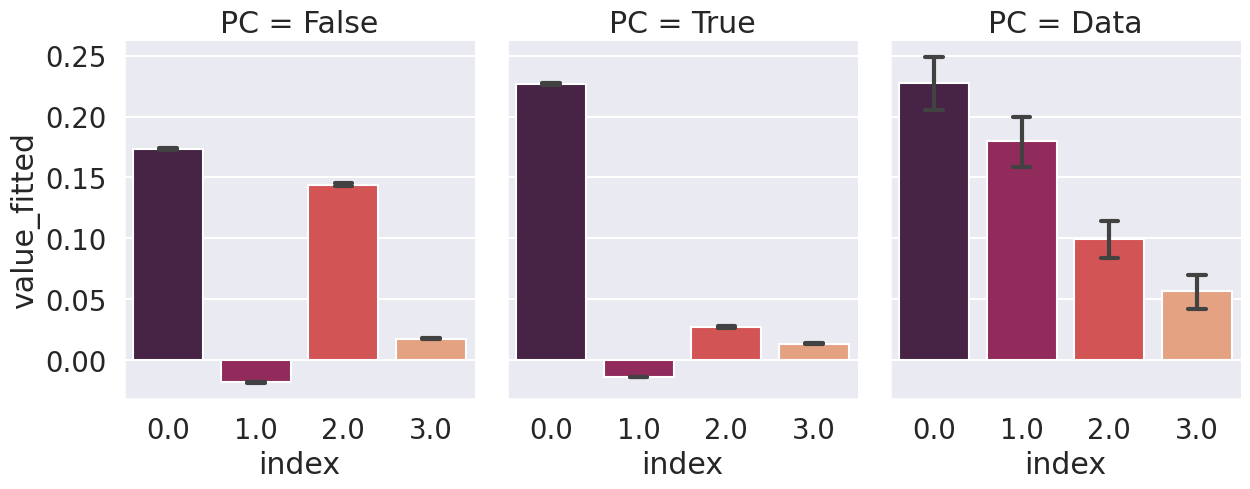 PC = False
PC = True
PC = Data
value_fitted
0.25
0.20
0.15
0.10
0.05
0.00
0.0 1.0 2.0 3.0
0.0 1.0 2.0 3.0
0.0 1.0 2.0 3.0
index
index
index